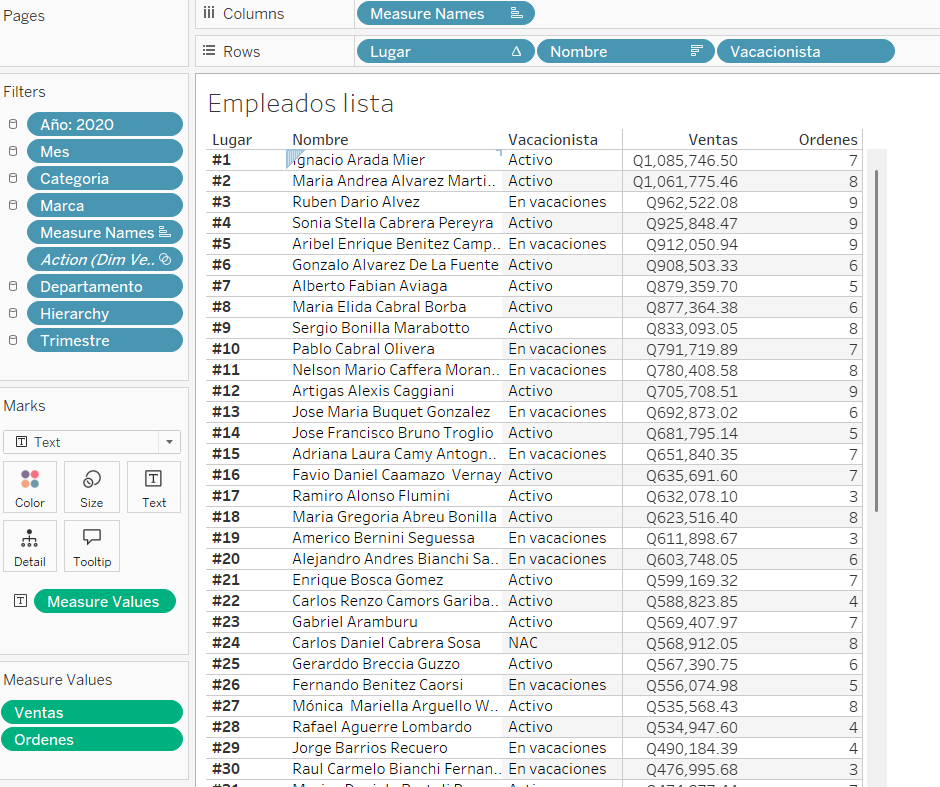 Pages
Columns
Measure Names
Rows
Lugar
Nombre
Vacacionista
Filters
Año: 2020
Mes
Categoria
Marca
Measure Names
Action (Dim Ve..
Departamento
Hierarchy
Trimestre
Marks
Text
Color
Size
Text
Detail
Tooltip
Measure Values
Measure Values
Ventas
Ordenes
Empleados lista
Lugar Nombre Vacacionista Ventas Ordenes
#1 Ignacio Arada Mier Activo Q1,085,746.50 7
#2 Maria Andrea Alvarez Marti.. Activo Q1,061,775.46 8
#3 Ruben Dario Alvez En vacaciones Q962,522.08 9
#4 Sonia Stella Cabrera Pereyra Activo Q925,848.47 9
#5 Aribel Enrique Benitez Camp.. En vacaciones Q912,050.94 9
#6 Gonzalo Alvarez De La Fuente Activo Q908,503.33 6
#7 Alberto Fabian Aviaga Activo Q879,359.70 5
#8 Maria Elida Cabral Borba Activo Q877,364.38 6
#9 Sergio Bonilla Marabotto Activo Q833,093.05 8
#10 Pablo Cabral Olivera En vacaciones Q791,719.89 7
#11 Nelson Mario Caffera Moran.. En vacaciones Q780,408.58 8
#12 Artigas Alexis Caggiani Activo Q705,708.51 9
#13 Jose Maria Buquet Gonzalez En vacaciones Q692,873.02 6
#14 Jose Francisco Bruno Troglio Activo Q681,795.14 5
#15 Adriana Laura Camy Antogn.. En vacaciones Q651,840.35 7
#16 Favio Daniel Caamazo Vernay Activo Q635,691.60 7
#17 Ramiro Alonso Flumini Activo Q632,078.10 3
#18 Maria Gregoria Abreu Bonilla Activo Q623,516.40 8
#19 Americo Bernini Seguessa En vacaciones Q611,898.67 3
#20 Alejandro Andres Bianchi Sa.. En vacaciones Q603,748.05 6
#21 Enrique Bosca Gomez Activo Q599,169.32 7
#22 Carlos Renzo Camors Gariba.. Activo Q588,823.85 4
#23 Gabriel Aramburu Activo Q569,407.97 7
#24 Carlos Daniel Cabrera Sosa NAC Q568,912.05 8
#25 Gerarddo Breccia Guzzo Activo Q567,390.75 6
#26 Fernando Benitez Caorsi En vacaciones Q556,074.98 5
#27 Mónica Mariella Arguello W.. Activo Q535,568.43 8
#28 Rafael Aguerre Lombardo Activo Q534,947.60 4
#29 Jorge Barrios Recuero En vacaciones Q490,184.39 4
#30 Raul Carmelo Bianchi Fernan.. En vacaciones Q476,995.68 3